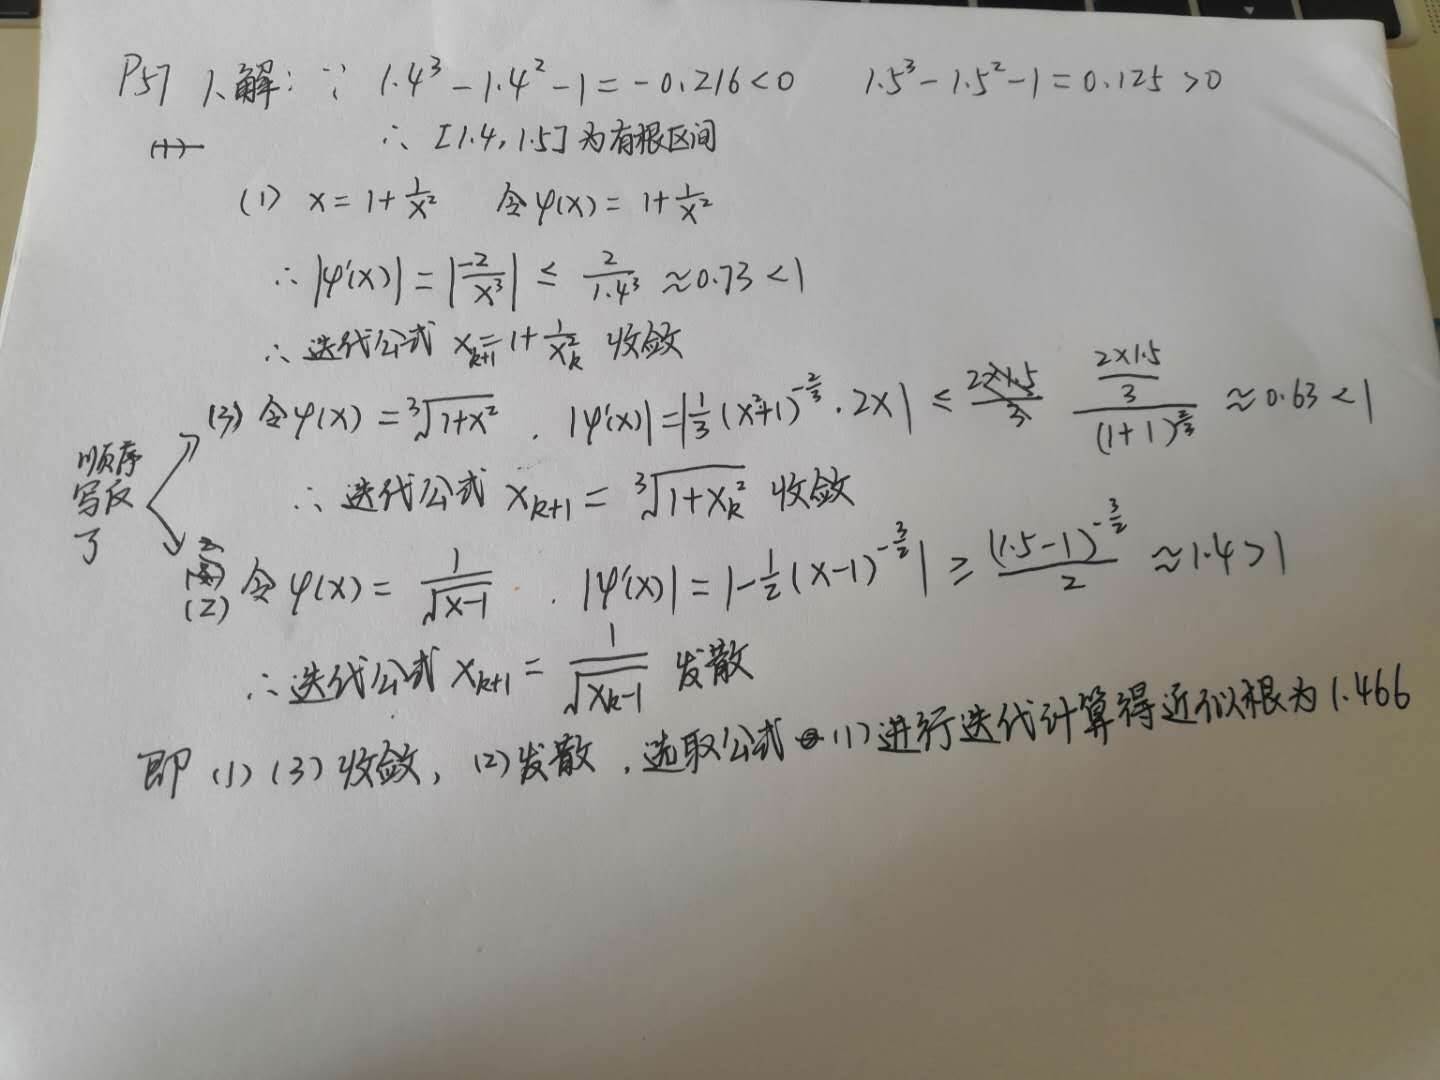 P57 1.解: ∵ 1.4³ - 1.4² - 1 = -0.216 < 0 1.5³ - 1.5² - 1 = 0.125 > 0
(1)
∴ [1.4, 1.5] 为有根区间
(1) x = 1 + 1/x² 令 φ(x) = 1 + 1/x²
∴ |φ'(x)| = |-2/x³| ≤ 2/1.4³ ≈ 0.73 < 1
∴ 迭代公式 x_{k+1} = 1 + 1/x_k² 收敛
(3) 令 φ(x) = ∛(1+x²) . |φ'(x)| = |1/3 (x²+1)^{-2/3} · 2x| ≤ 2×1.5/3 (2×1.5/3)/(1+1)^{2/3} ≈ 0.63 < 1
顺序
写反
了
∴ 迭代公式 x_{k+1} = ∛(1+x_k²) 收敛
(2) 令 φ(x) = 1/√(x-1) . |φ'(x)| = |-1/2 (x-1)^{-3/2}| ≥ (1.5-1)^{-3/2}/2 ≈ 1.4 > 1
∴ 迭代公式 x_{k+1} = 1/√(x_k-1) 发散
即 (1) (3) 收敛, (2) 发散 . 选取公式 (1) 进行迭代计算得近似根为 1.466